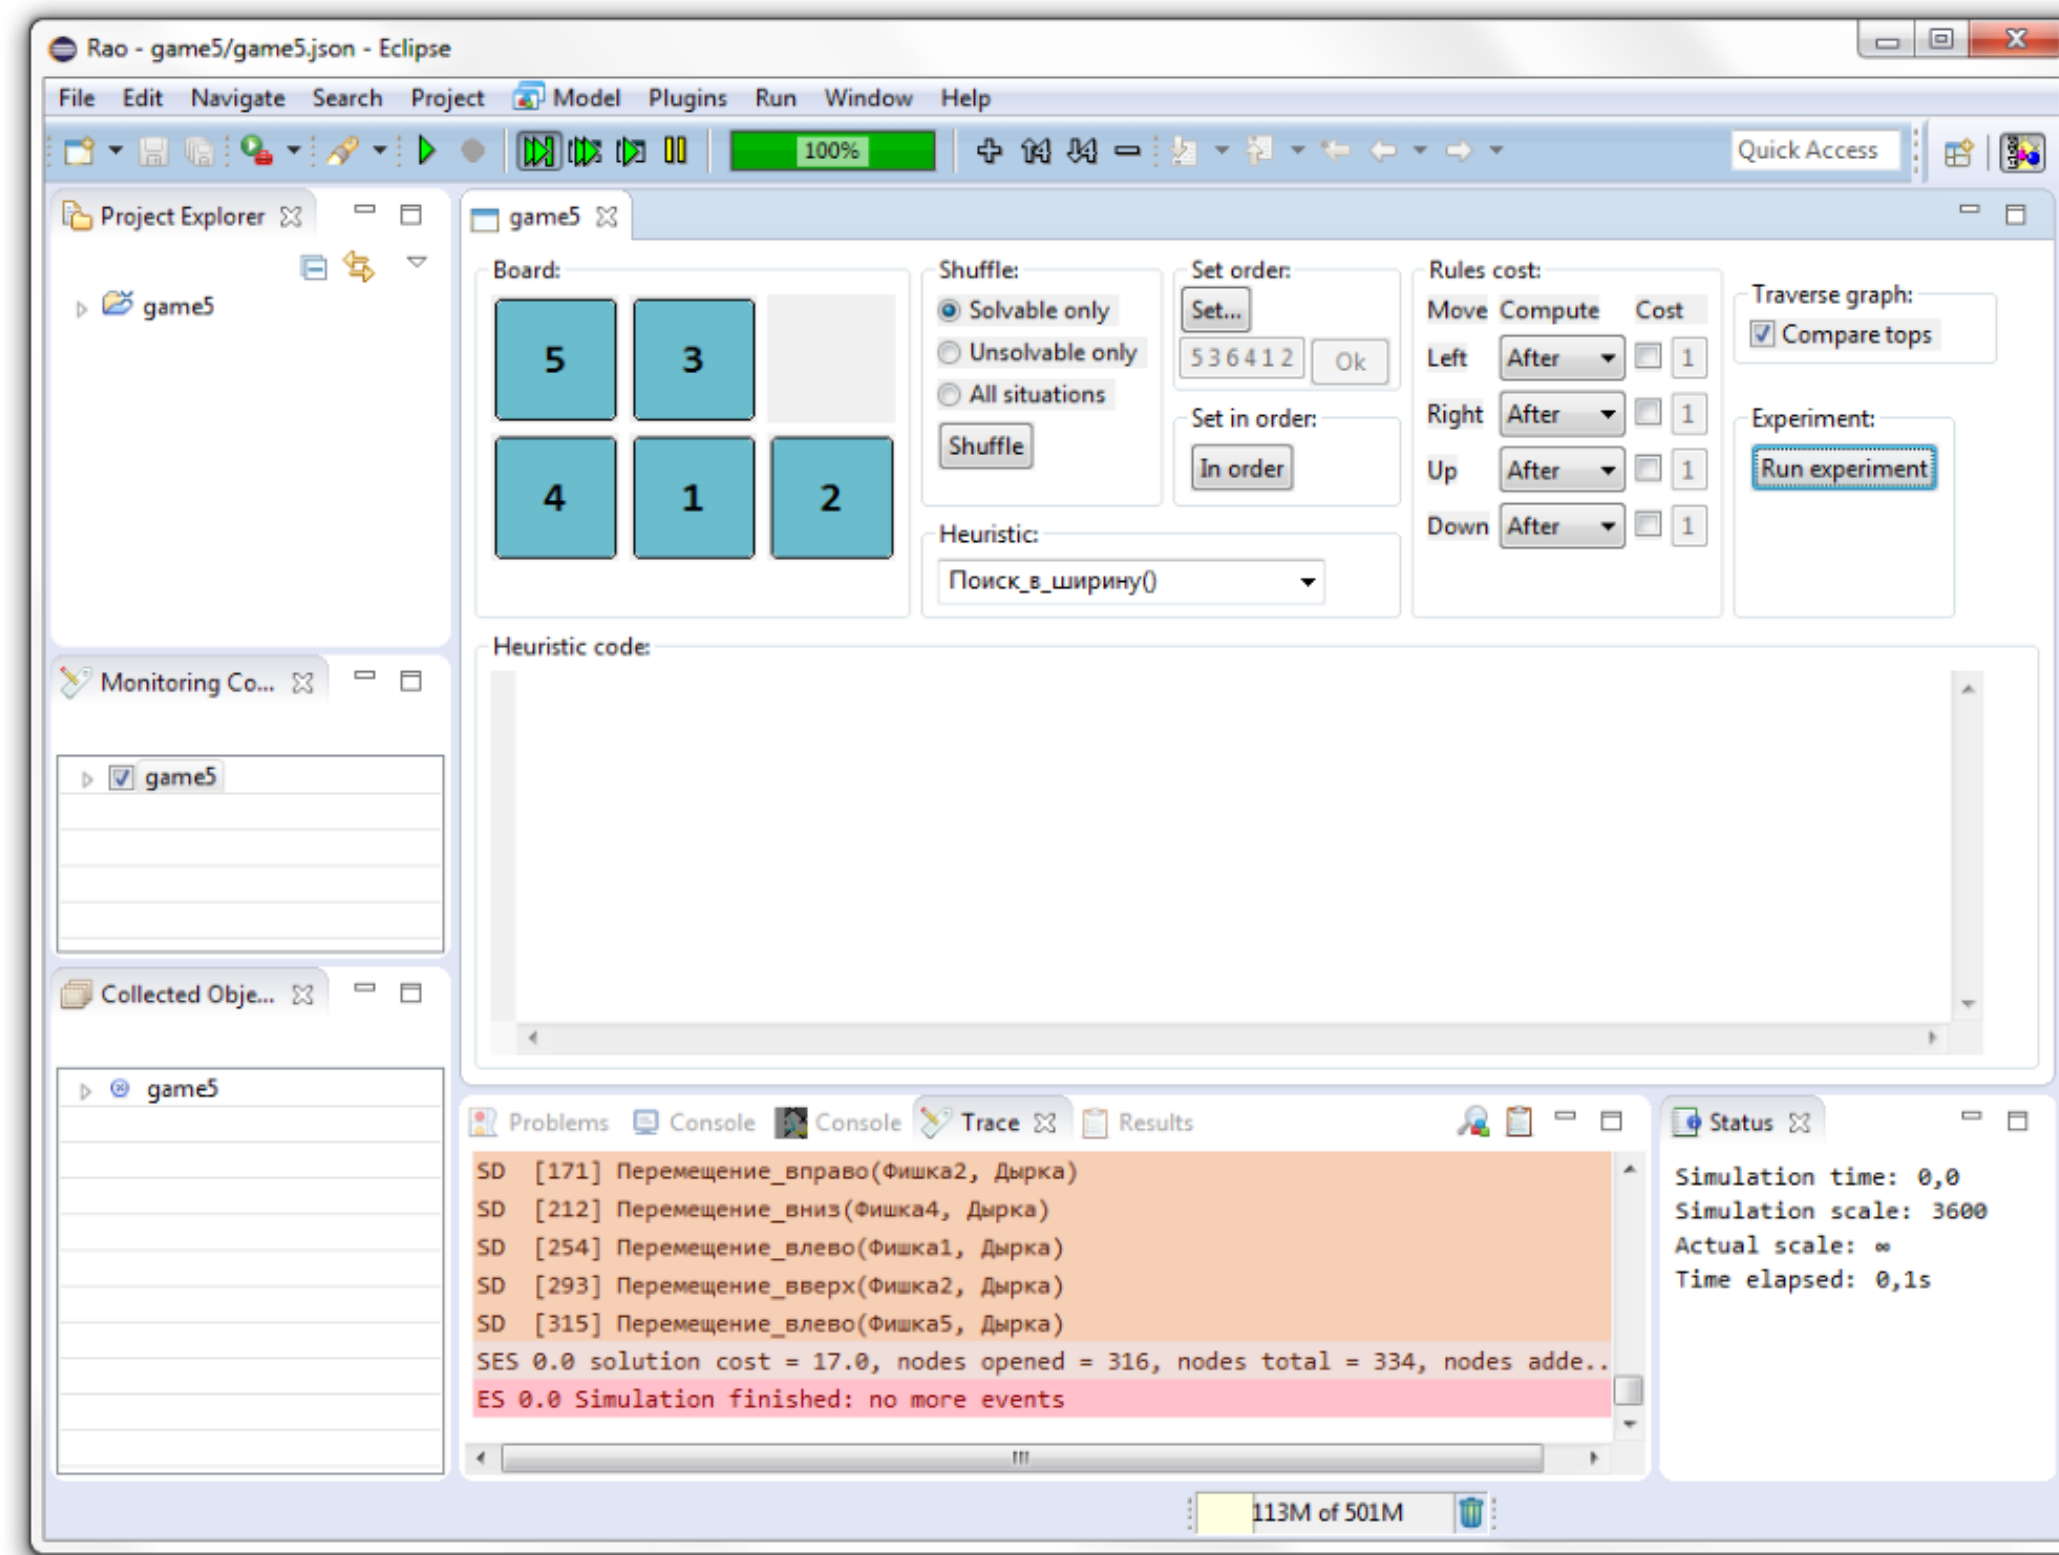 Rao - game5/game5.json - Eclipse
File Edit Navigate Search Project Model Plugins Run Window Help
100%
Quick Access
Project Explorer
game5
Monitoring Co...
game5
Collected Obje...
game5
game5
Board:
5 3
4 1 2
Shuffle:
Solvable only
Unsolvable only
All situations
Shuffle
Set order:
Set...
5 3 6 4 1 2 Ok
Set in order:
In order
Heuristic:
Поиск_в_ширину()
Rules cost:
Move Compute Cost
Left After 1
Right After 1
Up After 1
Down After 1
Traverse graph:
Compare tops
Experiment:
Run experiment
Heuristic code:
Problems Console Console Trace Results
SD [171] Перемещение_вправо(Фишка2, Дырка)
SD [212] Перемещение_вниз(Фишка4, Дырка)
SD [254] Перемещение_влево(Фишка1, Дырка)
SD [293] Перемещение_вверх(Фишка2, Дырка)
SD [315] Перемещение_влево(Фишка5, Дырка)
SES 0.0 solution cost = 17.0, nodes opened = 316, nodes total = 334, nodes adde..
ES 0.0 Simulation finished: no more events
Status
Simulation time: 0,0
Simulation scale: 3600
Actual scale: ∞
Time elapsed: 0,1s
113M of 501M